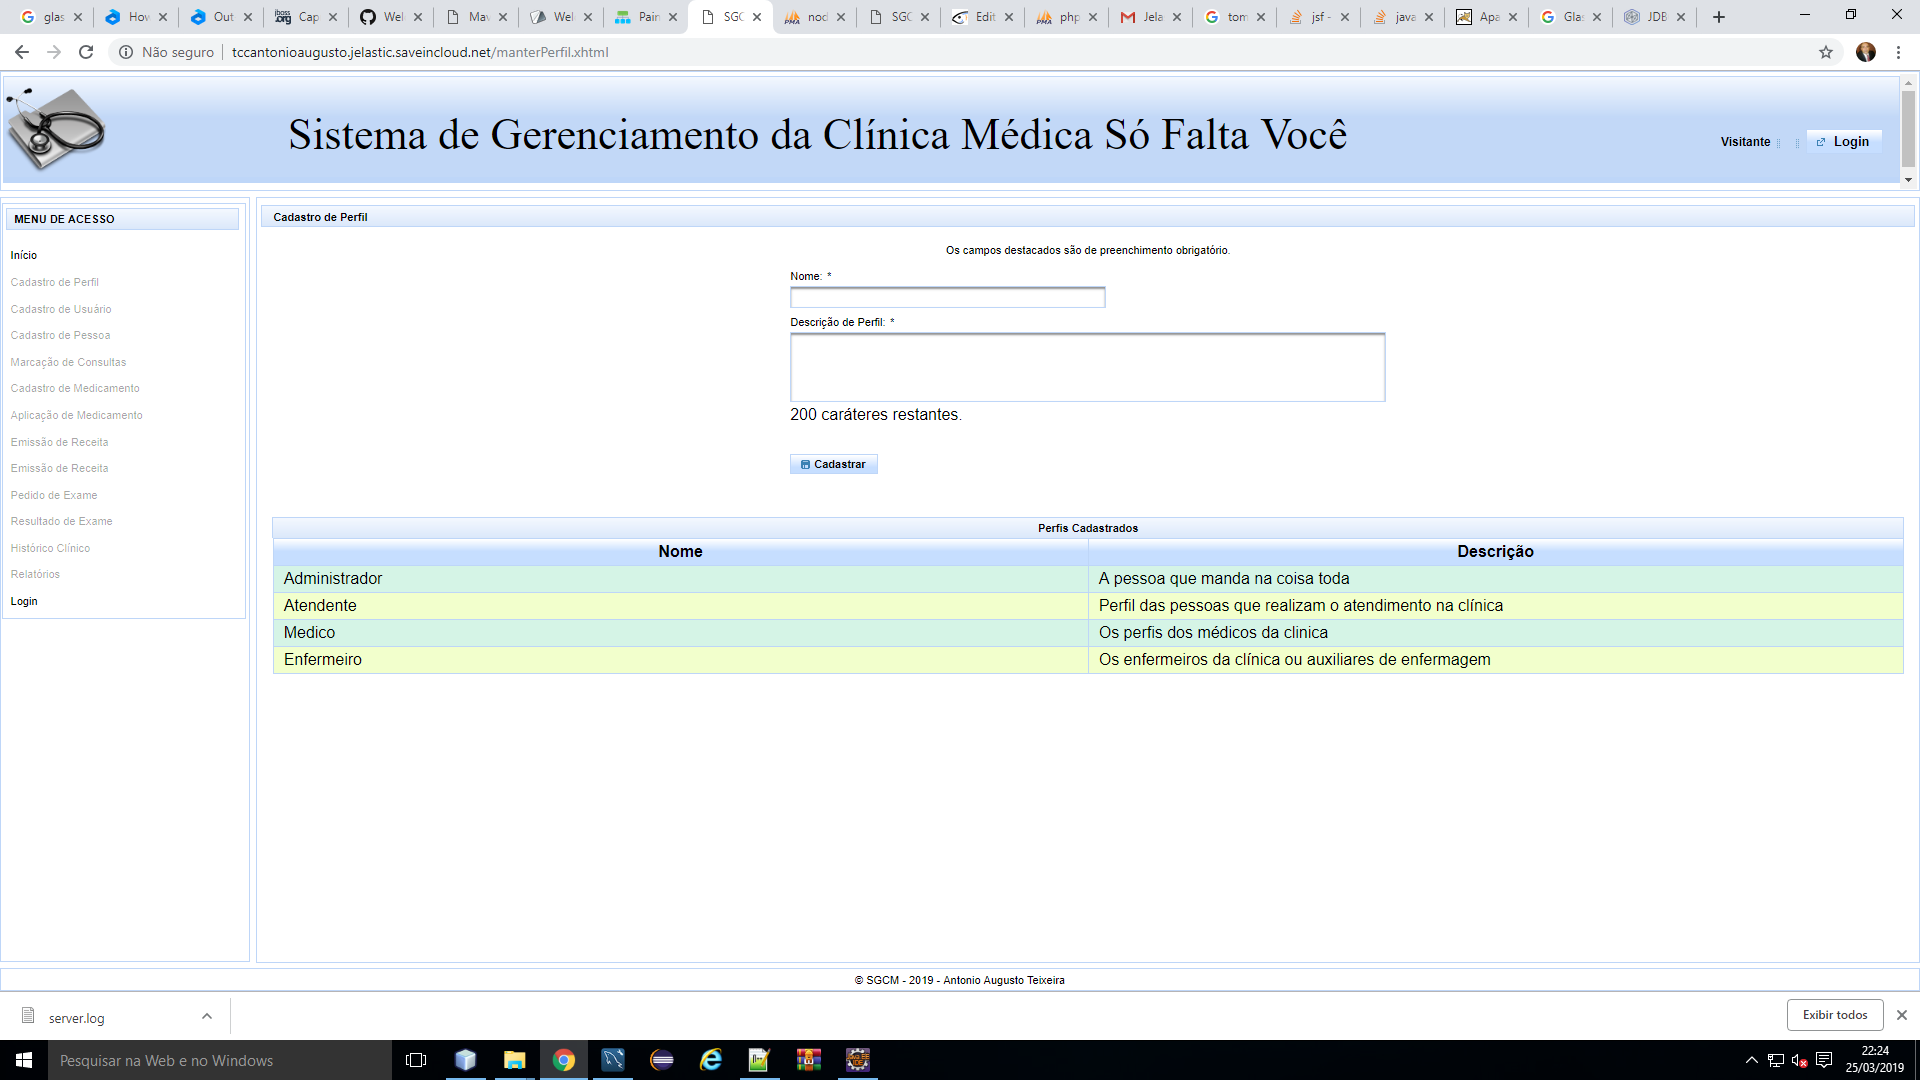 glas
How
Out
jboss.org Cap
Wel
Mav
Wel
Pain
SGC
nod
SGC
Edit
php
Jela
tom
jsf -
java
Apa
Glas
JDB
Não seguro
tccantonioaugusto.jelastic.saveincloud.net/manterPerfil.xhtml
Sistema de Gerenciamento da Clínica Médica Só Falta Você
Visitante
Login
MENU DE ACESSO
Início
Cadastro de Perfil
Cadastro de Usuário
Cadastro de Pessoa
Marcação de Consultas
Cadastro de Medicamento
Aplicação de Medicamento
Emissão de Receita
Emissão de Receita
Pedido de Exame
Resultado de Exame
Histórico Clínico
Relatórios
Login
Cadastro de Perfil
Os campos destacados são de preenchimento obrigatório.
Nome: *
Descrição de Perfil: *
200 caráteres restantes.
Cadastrar
Perfis Cadastrados
Nome Descrição
Administrador A pessoa que manda na coisa toda
Atendente Perfil das pessoas que realizam o atendimento na clínica
Medico Os perfis dos médicos da clinica
Enfermeiro Os enfermeiros da clínica ou auxiliares de enfermagem
© SGCM - 2019 - Antonio Augusto Teixeira
server.log
Exibir todos
Pesquisar na Web e no Windows
22:24
25/03/2019